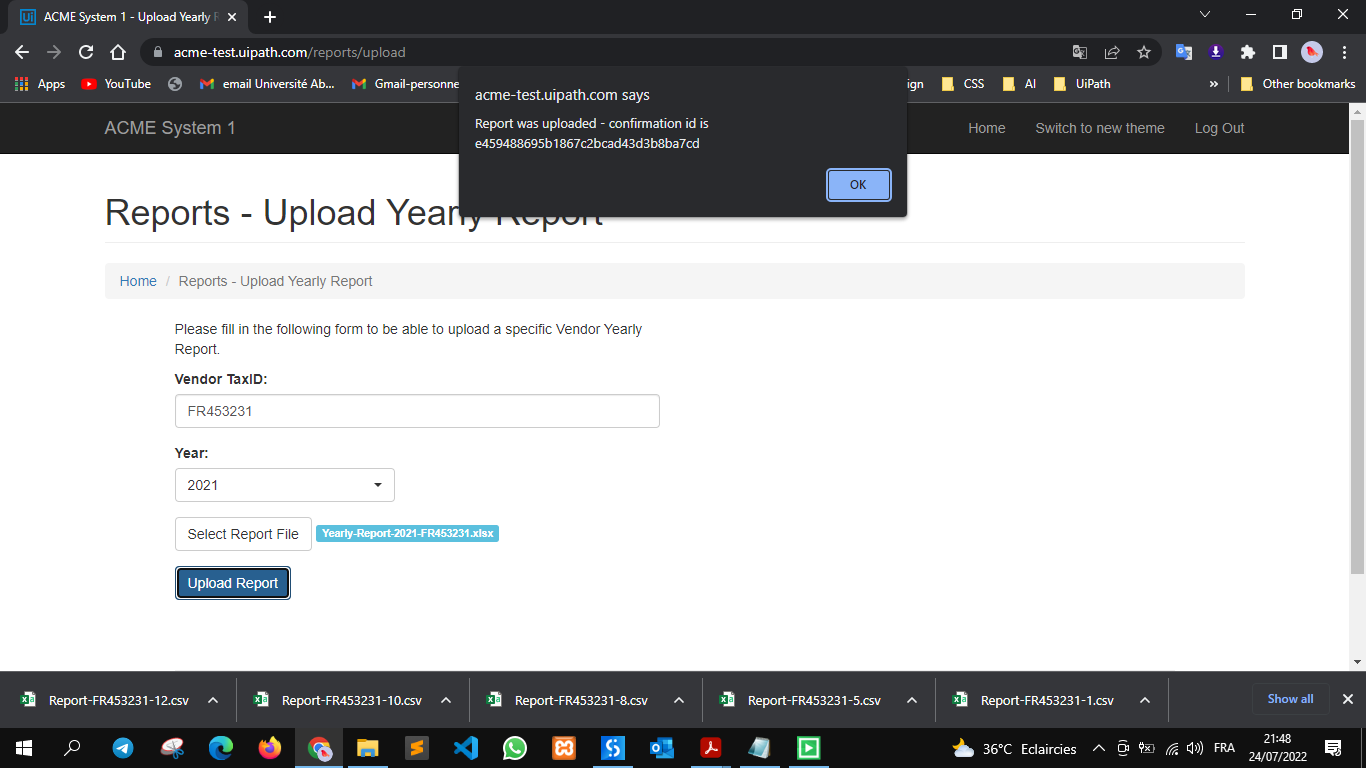 ACME System 1 - Upload Yearly R
acme-test.uipath.com/reports/upload
Apps YouTube email Université Ab... Gmail-personne ign CSS AI UiPath » Other bookmarks
acme-test.uipath.com says
Report was uploaded - confirmation id is
e459488695b1867c2bcad43d3b8ba7cd
OK
ACME System 1 Home Switch to new theme Log Out
Reports - Upload Yearly Report
Home / Reports - Upload Yearly Report
Please fill in the following form to be able to upload a specific Vendor Yearly
Report.
Vendor TaxID:
FR453231
Year:
2021
Select Report File Yearly-Report-2021-FR453231.xlsx
Upload Report
Report-FR453231-12.csv Report-FR453231-10.csv Report-FR453231-8.csv Report-FR453231-5.csv Report-FR453231-1.csv Show all
36°C Eclaircies FRA 21:48
24/07/2022